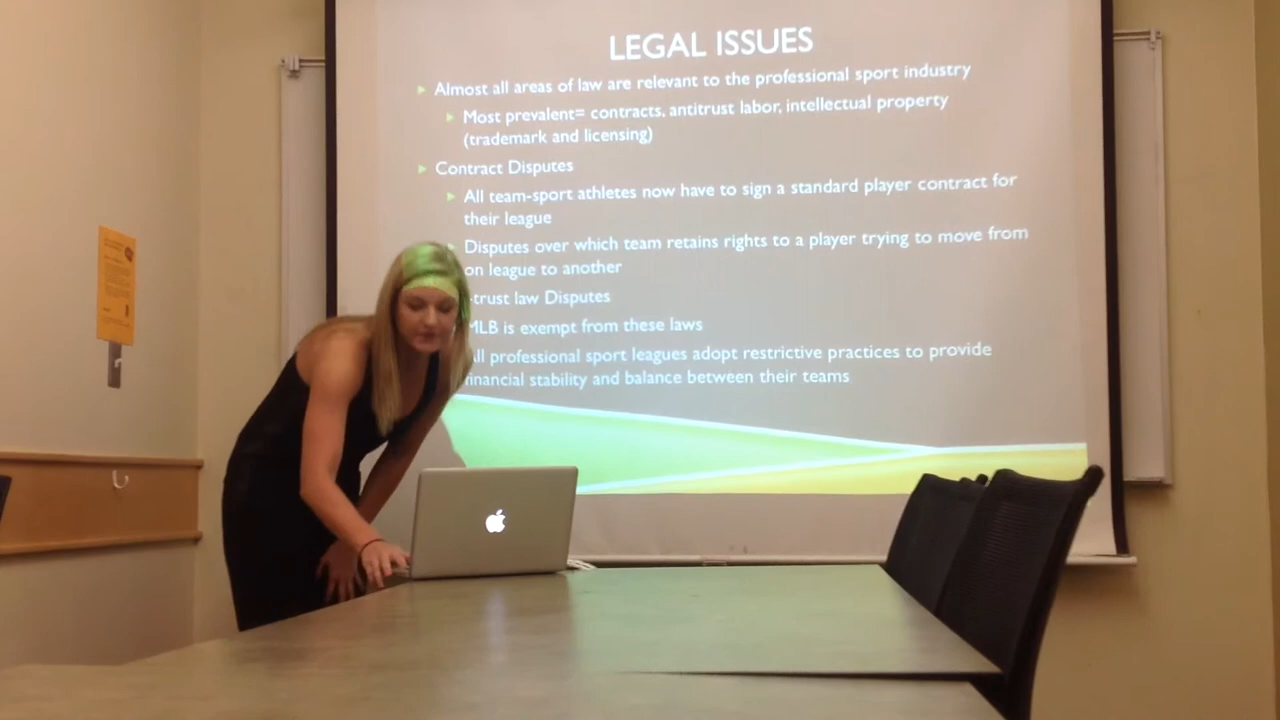 LEGAL ISSUES
Almost all areas of law are relevant to the professional sport industry
Most prevalent= contracts, antitrust labor, intellectual property
(trademark and licensing)
Contract Disputes
All team-sport athletes now have to sign a standard player contract for
their league
Disputes over which team retains rights to a player trying to move from
on league to another
-trust law Disputes
MLB is exempt from these laws
All professional sport leagues adopt restrictive practices to provide
financial stability and balance between their teams